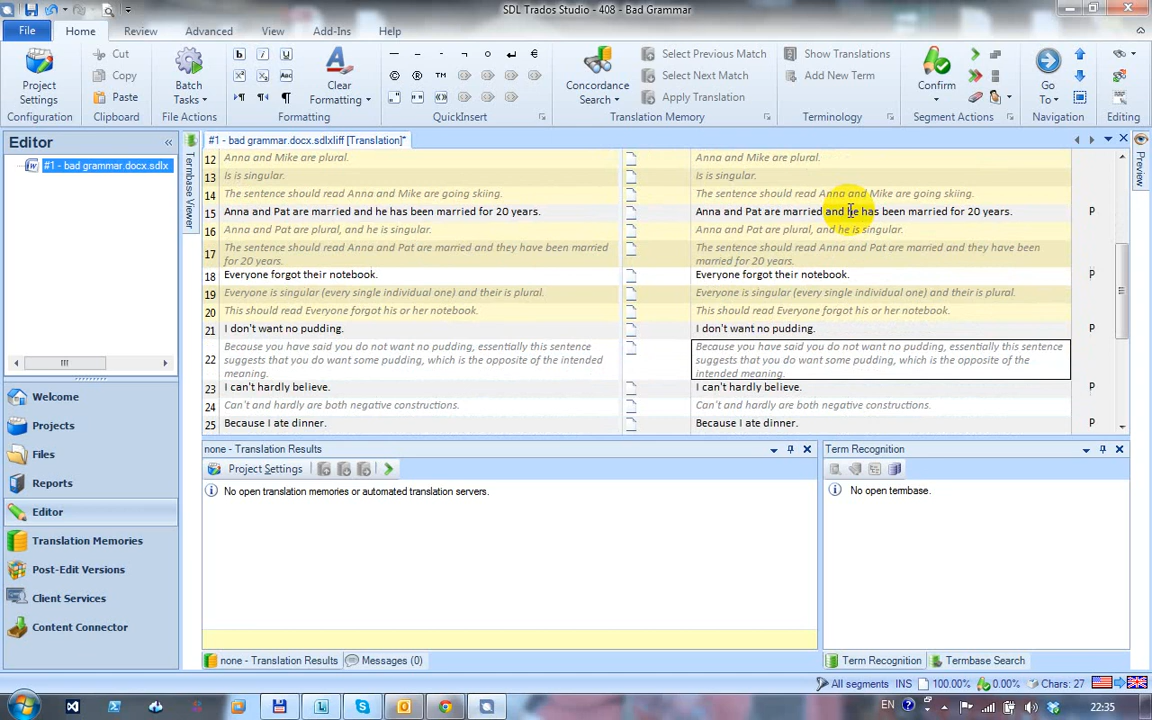 SDL Trados Studio - 408 - Bad Grammar
File
Home
Review
Advanced
View
Add-Ins
Help
Project Settings
Configuration
Cut
Copy
Paste
Clipboard
Batch Tasks
File Actions
b i U
Clear Formatting
Formatting
€
© ® TM
QuickInsert
Concordance Search
Select Previous Match
Select Next Match
Apply Translation
Translation Memory
Show Translations
Add New Term
Terminology
Confirm
Segment Actions
Go To
Navigation
Editing
Editor
#1 - bad grammar.docx.sdlx
Welcome
Projects
Files
Reports
Editor
Translation Memories
Post-Edit Versions
Client Services
Content Connector
Termbase Viewer
#1 - bad grammar.docx.sdlxliff [Translation]*
Preview
12 Anna and Mike are plural. Anna and Mike are plural.
13 Is is singular. Is is singular.
14 The sentence should read Anna and Mike are going skiing. The sentence should read Anna and Mike are going skiing.
15 Anna and Pat are married and he has been married for 20 years. Anna and Pat are married and he has been married for 20 years. P
16 Anna and Pat are plural, and he is singular. Anna and Pat are plural, and he is singular.
17 The sentence should read Anna and Pat are married and they have been married for 20 years. The sentence should read Anna and Pat are married and they have been married for 20 years.
18 Everyone forgot their notebook. Everyone forgot their notebook. P
19 Everyone is singular (every single individual one) and their is plural. Everyone is singular (every single individual one) and their is plural.
20 This should read Everyone forgot his or her notebook. This should read Everyone forgot his or her notebook.
21 I don't want no pudding. I don't want no pudding. P
22 Because you have said you do not want no pudding, essentially this sentence suggests that you do want some pudding, which is the opposite of the intended meaning. Because you have said you do not want no pudding, essentially this sentence suggests that you do want some pudding, which is the opposite of the intended meaning.
23 I can't hardly believe. I can't hardly believe. P
24 Can't and hardly are both negative constructions. Can't and hardly are both negative constructions.
25 Because I ate dinner. Because I ate dinner. P
none - Translation Results
Project Settings
No open translation memories or automated translation servers.
Term Recognition
No open termbase.
none - Translation Results
Messages (0)
Term Recognition
Termbase Search
All segments INS 100.00% 0.00% Chars: 27
EN 22:35